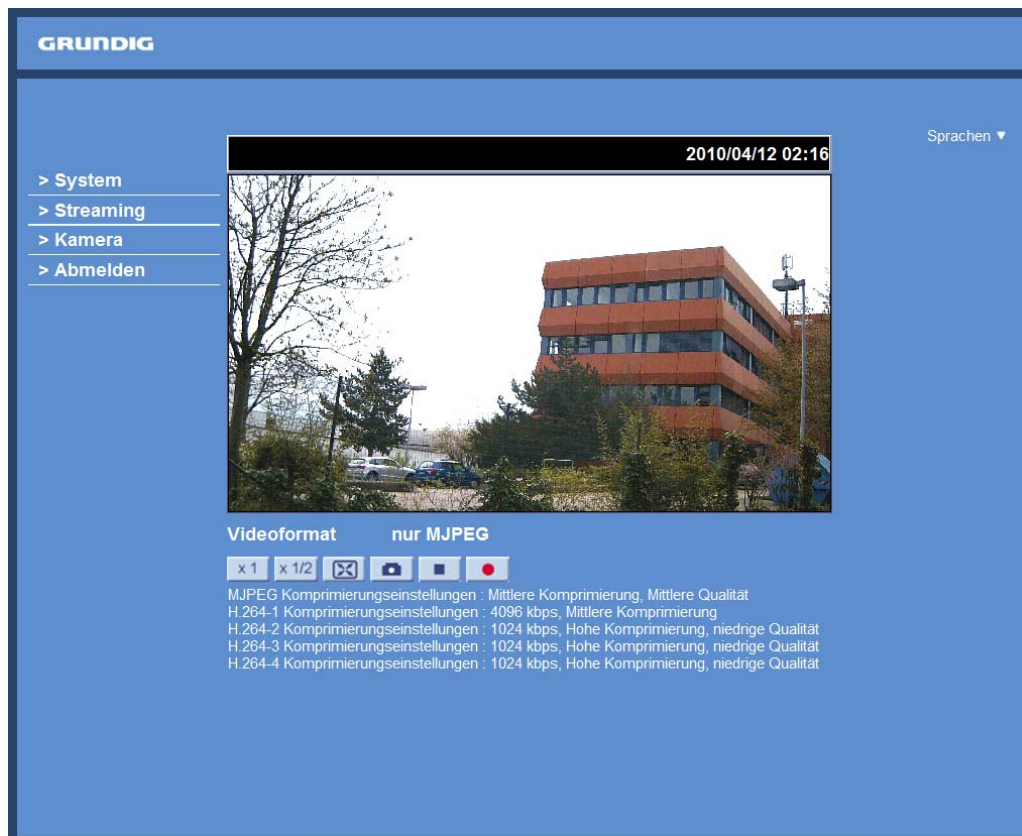 GRUNDIG
Sprachen ▼
2010/04/12 02:16
> System
> Streaming
> Kamera
> Abmelden
Videoformat nur MJPEG
x 1 x 1/2
MJPEG Komprimierungseinstellungen : Mittlere Komprimierung, Mittlere Qualität
H.264-1 Komprimierungseinstellungen : 4096 kbps, Mittlere Komprimierung
H.264-2 Komprimierungseinstellungen : 1024 kbps, Hohe Komprimierung, niedrige Qualität
H.264-3 Komprimierungseinstellungen : 1024 kbps, Hohe Komprimierung, niedrige Qualität
H.264-4 Komprimierungseinstellungen : 1024 kbps, Hohe Komprimierung, niedrige Qualität